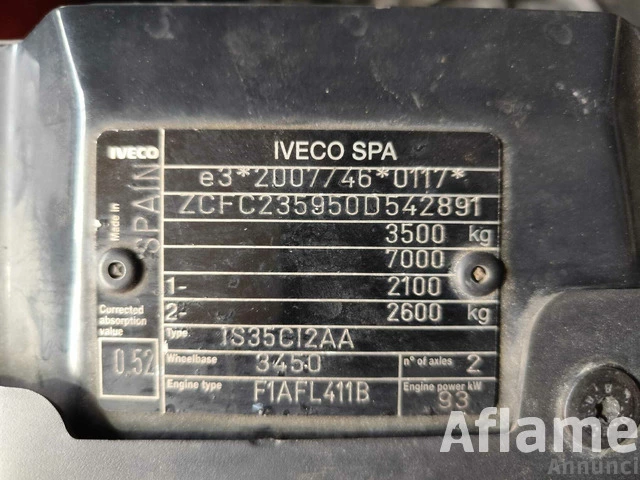 IVECO
IVECO SPA
Made in
SPAIN
e3*2007/46*0117*
ZCFC235950D542891
3500 kg
7000
1- 2100
2- 2600 kg
Corrected
absorption
value
0.52
Type. IS35CI2AA
Wheelbase 3450 n° of axles 2
Engine type F1AFL411B Engine power kW
93
Aflame
Annunci